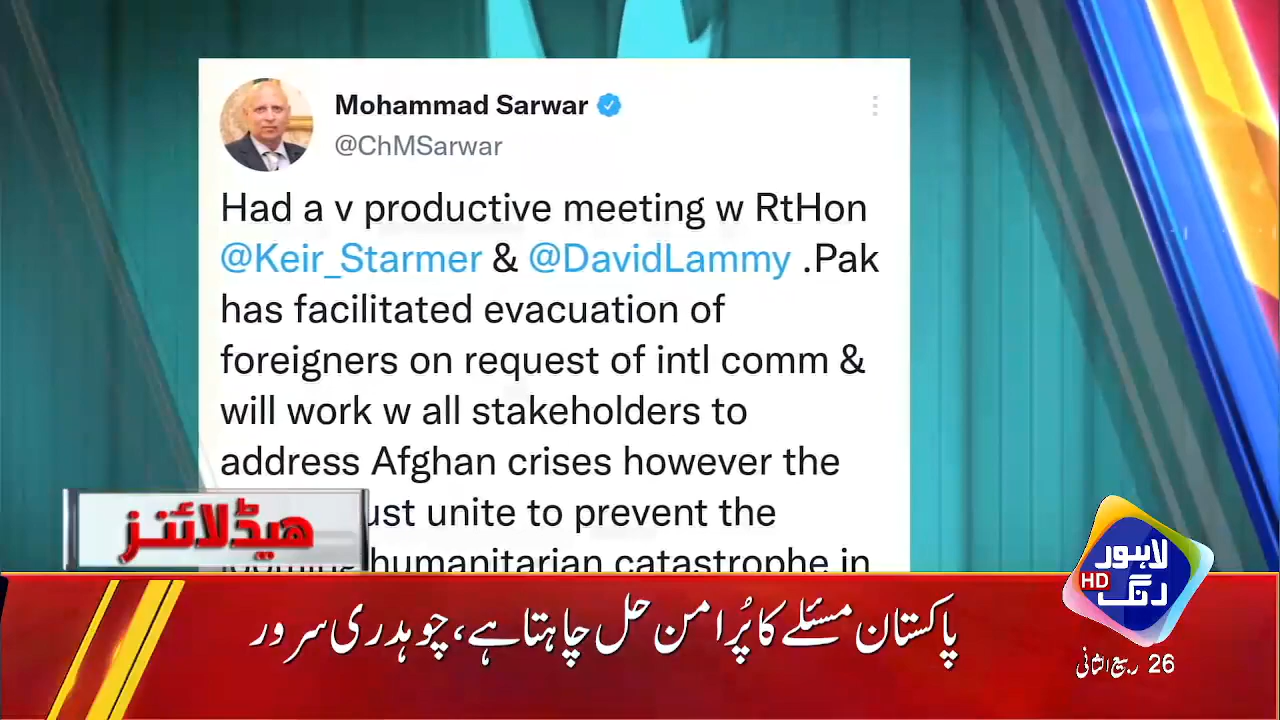 Mohammad Sarwar
@ChMSarwar
Had a v productive meeting w RtHon
@Keir_Starmer & @DavidLammy .Pak
has facilitated evacuation of
foreigners on request of intl comm &
will work w all stakeholders to
address Afghan crises however the
unite to prevent the
humanitarian catastrophe in
ہیڈلائنز
پاکستان مسئلے کا پُرامن حل چاہتا ہے، چوہدری سرور
لاہور
HD
رنگ
26 ربیع الثانی